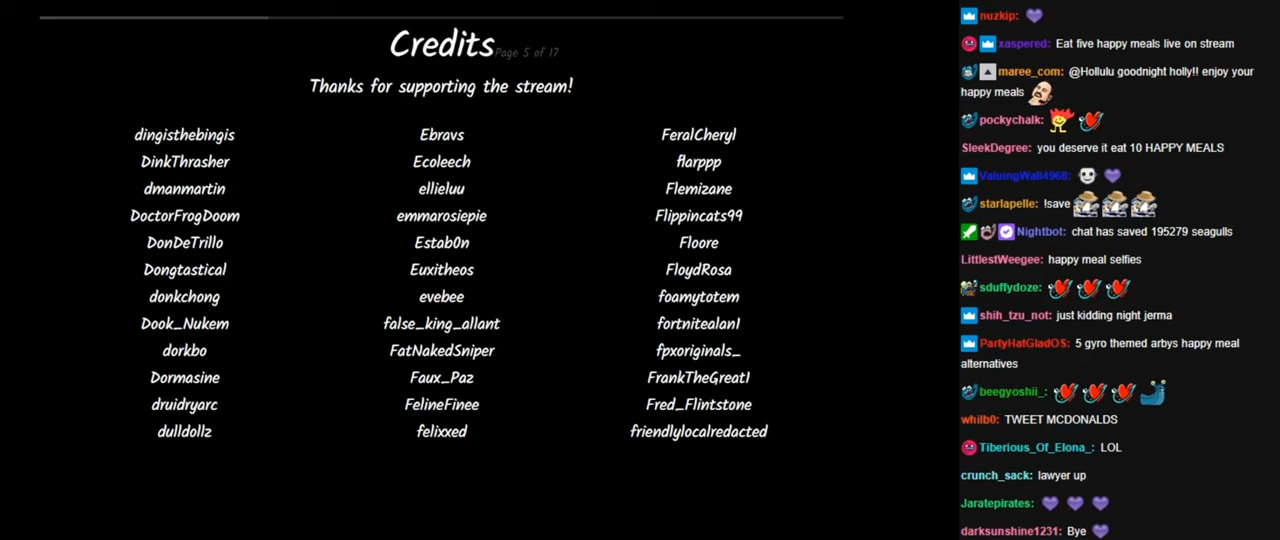 Credits Page 5 of 17
Thanks for supporting the stream!
dingisthebingis
DinkThrasher
dmanmartin
DoctorFrogDoom
DonDeTrillo
Dongtastical
donkchong
Dook_Nukem
dorkbo
Dormasine
druidryarc
dulldollz
Ebravs
Ecoleech
ellieluu
emmarosiepie
Estab0n
Euxitheos
evebee
false_king_allant
FatNakedSniper
Faux_Paz
FelineFinee
felixxed
FeralCheryl
flarppp
Flemizane
Flippincats99
Floore
FloydRosa
foamytotem
fortnitealan1
fpxoriginals_
FrankTheGreat1
Fred_Flintstone
friendlylocalredacted
nuzkip:
xaspered: Eat five happy meals live on stream
maree_com: @Hollulu goodnight holly!! enjoy your
happy meals
pockychalk:
SleekDegree: you deserve it eat 10 HAPPY MEALS
ValuingWall4968:
starlapelle: !save
Nightbot: chat has saved 195279 seagulls
LittlestWeegee: happy meal selfies
sduffydoze:
shih_tzu_not: just kidding night jerma
PartyHatGladOS: 5 gyro themed arbys happy meal
alternatives
beegyoshii_:
whilb0: TWEET MCDONALDS
Tiberious_Of_Elona_: LOL
crunch_sack: lawyer up
Jaratepirates:
darksunshine1231: Bye